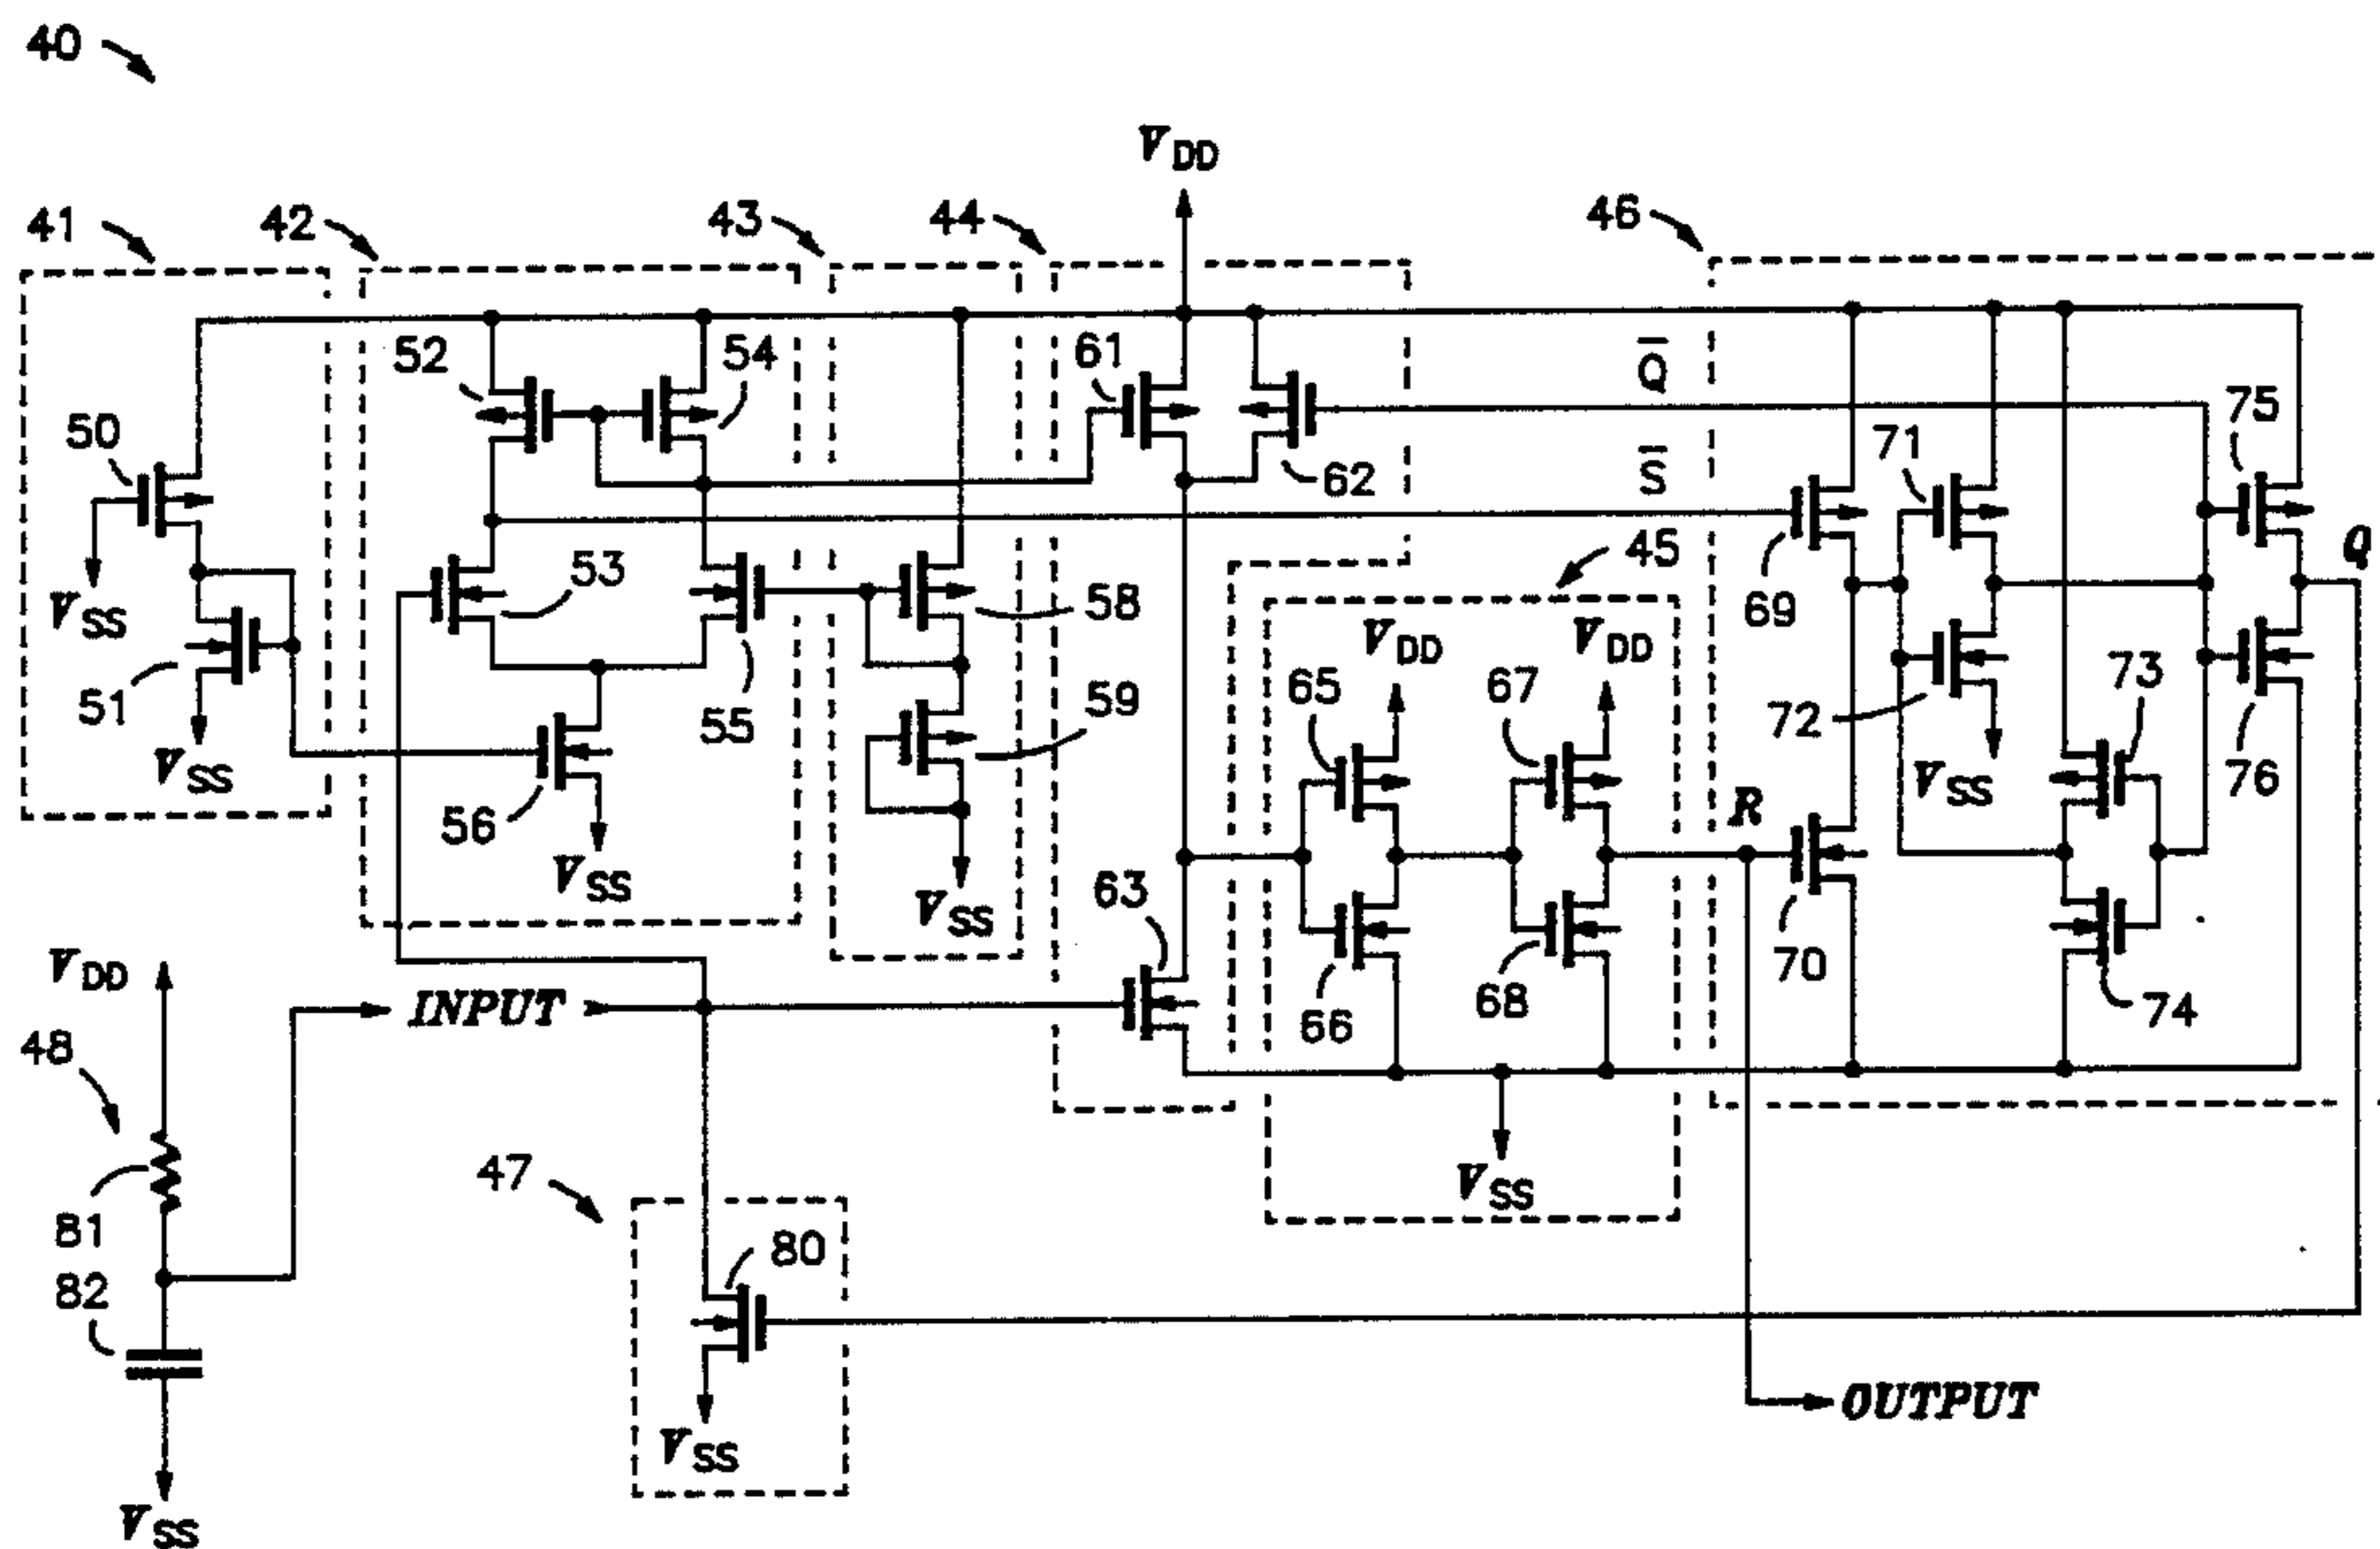 40
V_DD
41 42 43 44 46
61
Q̅
52 54
75
50
71
62
S̅
Q
45
53 58
V_SS
69
V_DD V_DD
73
65 67
51 55 59
72
V_SS
V_SS
76
56
R
V_SS
63
V_SS
70
V_DD
74
INPUT
66 68
48
47
V_SS
81
80
82
OUTPUT
V_SS
V_SS